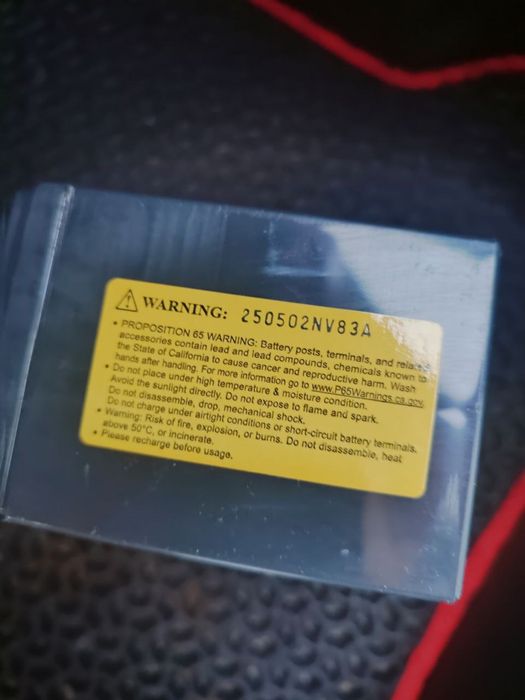 WARNING: 250502NV83A
• PROPOSITION 65 WARNING: Battery posts, terminals, and related
accessories contain lead and lead compounds, chemicals known to
the State of California to cause cancer and reproductive harm. Wash
hands after handling. For more information go to www.P65Warnings.ca.gov.
• Do not place under high temperature & moisture condition.
Avoid the sunlight directly. Do not expose to flame and spark.
Do not disassemble, drop, mechanical shock.
Do not charge under airtight conditions or short-circuit battery terminals.
• Warning: Risk of fire, explosion, or burns. Do not disassemble, heat
above 50°C, or incinerate.
• Please recharge before usage.